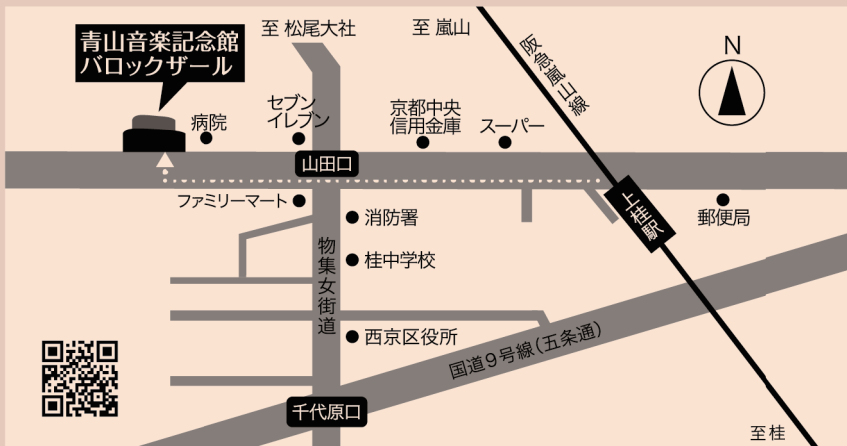 青山音楽記念館
バロックザール
至 松尾大社
至 嵐山
阪急嵐山線
N
病院
セブン
イレブン
京都中央
信用金庫
スーパー
山田口
ファミリーマート
消防署
上桂駅
郵便局
物集女街道
桂中学校
西京区役所
国道9号線(五条通)
千代原口
至 桂